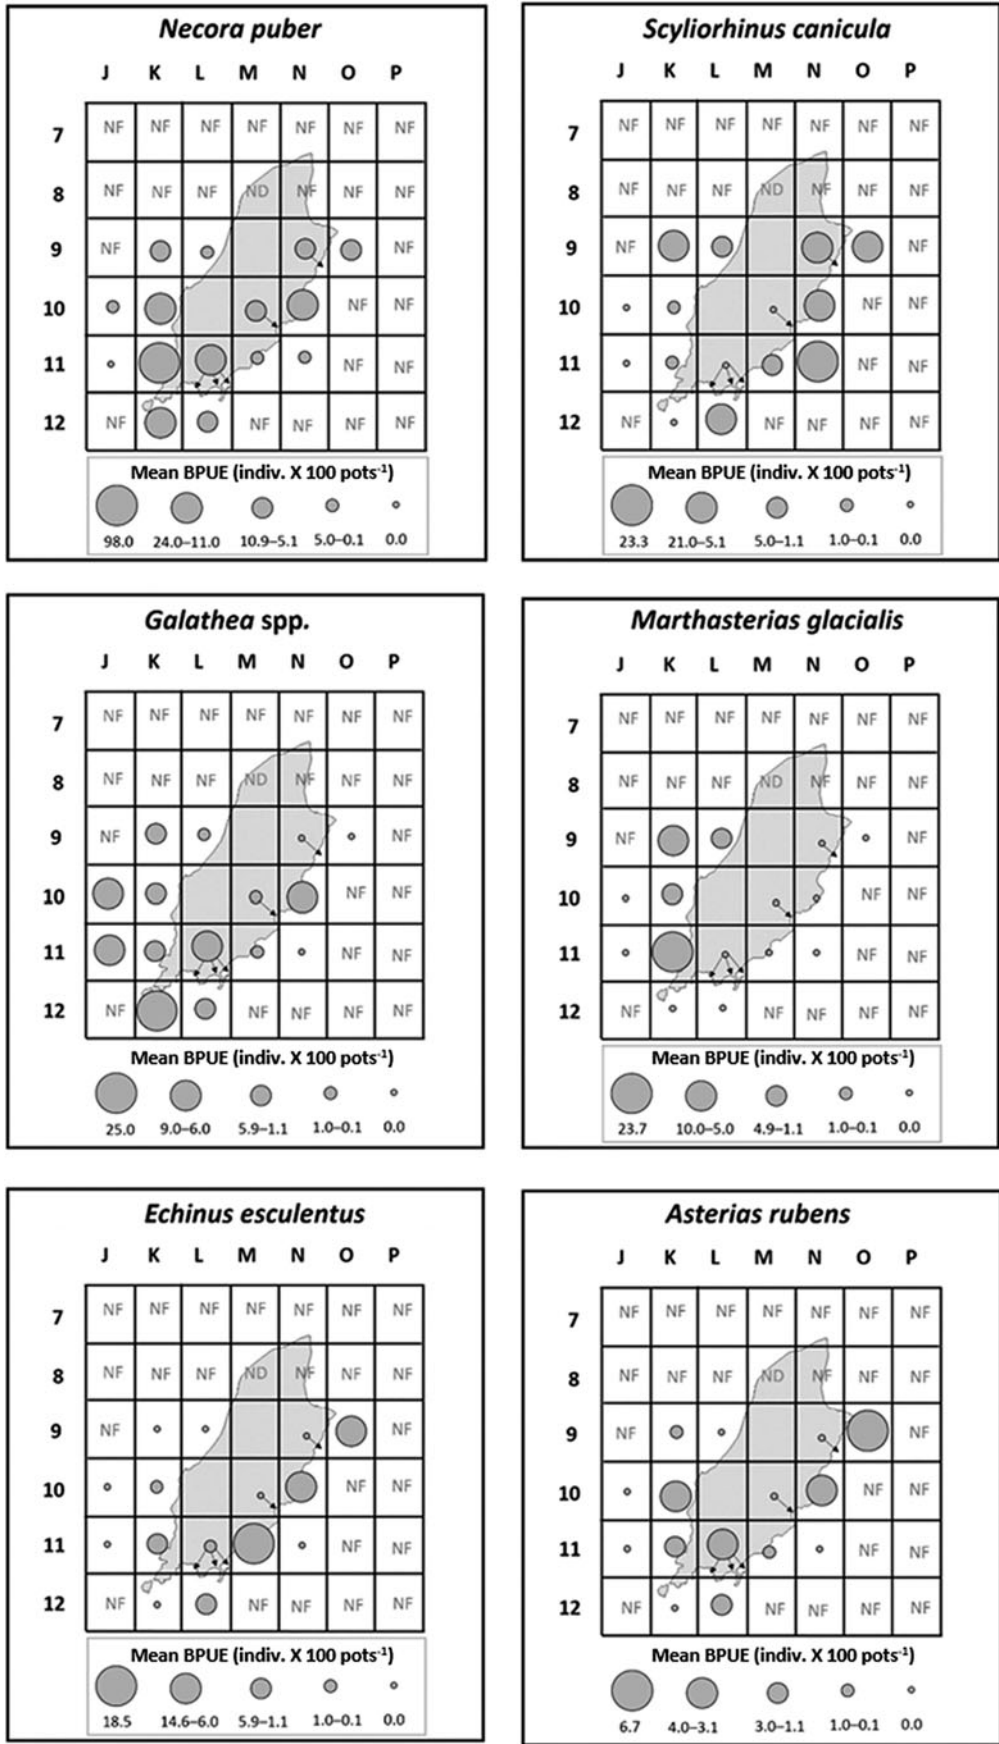 Necora puber
J K L M N O P
7 NF NF NF NF NF NF NF
8 NF NF NF ND NF NF NF
9 NF NF
10 NF NF
11 NF NF
12 NF NF NF NF NF
Mean BPUE (indiv. X 100 pots-1)
98.0 24.0–11.0 10.9–5.1 5.0–0.1 0.0
Scyliorhinus canicula
J K L M N O P
7 NF NF NF NF NF NF NF
8 NF NF NF ND NF NF NF
9 NF NF
10 NF NF
11 NF NF
12 NF NF NF NF NF
Mean BPUE (indiv. X 100 pots-1)
23.3 21.0–5.1 5.0–1.1 1.0–0.1 0.0
Galathea spp.
J K L M N O P
7 NF NF NF NF NF NF NF
8 NF NF NF ND NF NF NF
9 NF NF
10 NF NF
11 NF NF
12 NF NF NF NF NF
Mean BPUE (indiv. X 100 pots-1)
25.0 9.0–6.0 5.9–1.1 1.0–0.1 0.0
Marthasterias glacialis
J K L M N O P
7 NF NF NF NF NF NF NF
8 NF NF NF ND NF NF NF
9 NF NF
10 NF NF
11 NF NF
12 NF NF NF NF NF
Mean BPUE (indiv. X 100 pots-1)
23.7 10.0–5.0 4.9–1.1 1.0–0.1 0.0
Echinus esculentus
J K L M N O P
7 NF NF NF NF NF NF NF
8 NF NF NF ND NF NF NF
9 NF NF
10 NF NF
11 NF NF
12 NF NF NF NF NF
Mean BPUE (indiv. X 100 pots-1)
18.5 14.6–6.0 5.9–1.1 1.0–0.1 0.0
Asterias rubens
J K L M N O P
7 NF NF NF NF NF NF NF
8 NF NF NF ND NF NF NF
9 NF NF
10 NF NF
11 NF NF
12 NF NF NF NF NF
Mean BPUE (indiv. X 100 pots-1)
6.7 4.0–3.1 3.0–1.1 1.0–0.1 0.0